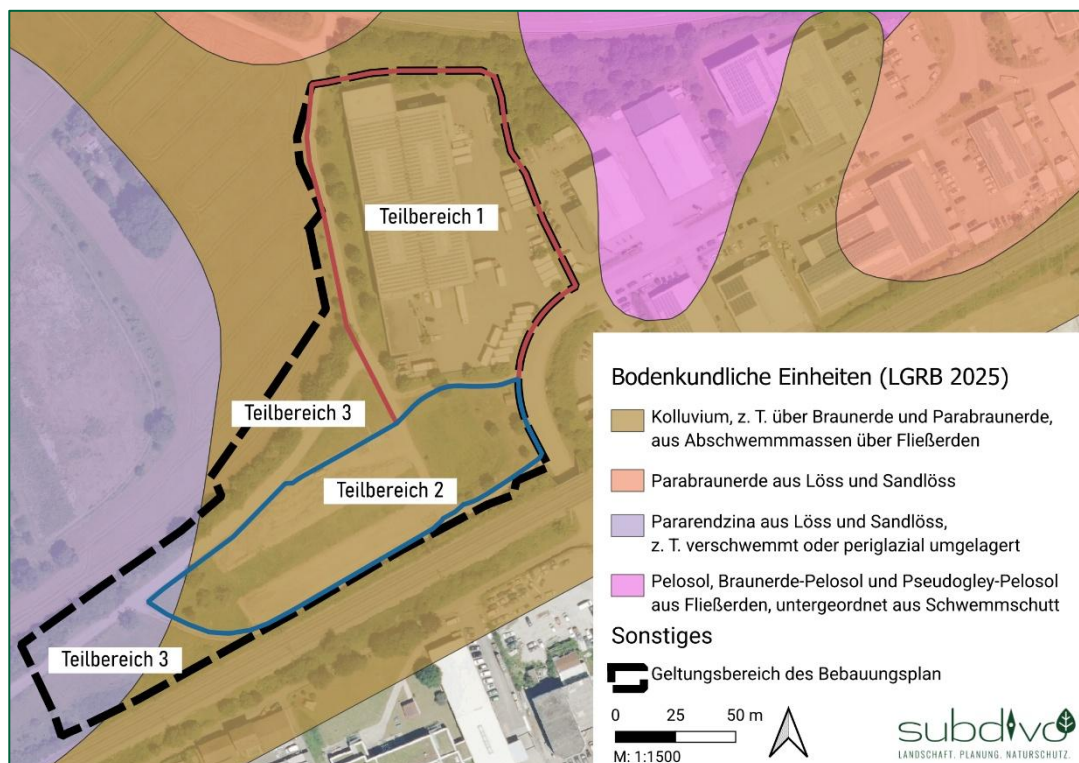 Teilbereich 1
Teilbereich 3
Teilbereich 2
Teilbereich 3
Bodenkundliche Einheiten (LGRB 2025)
Kolluvium, z. T. über Braunerde und Parabraunerde,
aus Abschwemmmassen über Fließerden
Parabraunerde aus Löss und Sandlöss
Pararendzina aus Löss und Sandlöss,
z. T. verschwemmt oder periglazial umgelagert
Pelosol, Braunerde-Pelosol und Pseudogley-Pelosol
aus Fließerden, untergeordnet aus Schwemmschutt
Sonstiges
Geltungsbereich des Bebauungsplan
0 25 50 m
M: 1:1500
subdivo
LANDSCHAFT. PLANUNG. NATURSCHUTZ.